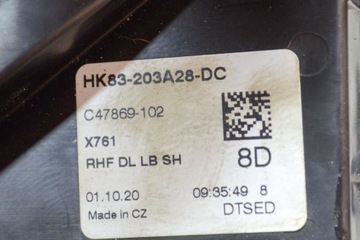 HK83-203A28-DC
C47869-102
X761
RHF DL LB SH
8D
01.10.20 09:35:49 8
Made in CZ DTSED